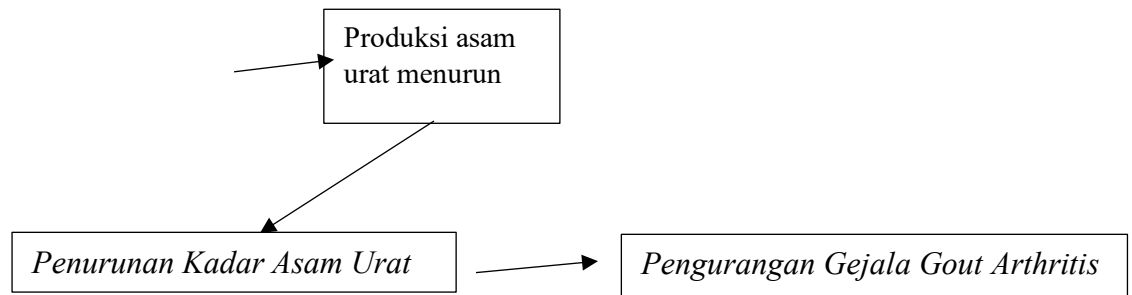 Produksi asam
urat menurun
Penurunan Kadar Asam Urat
Pengurangan Gejala Gout Arthritis